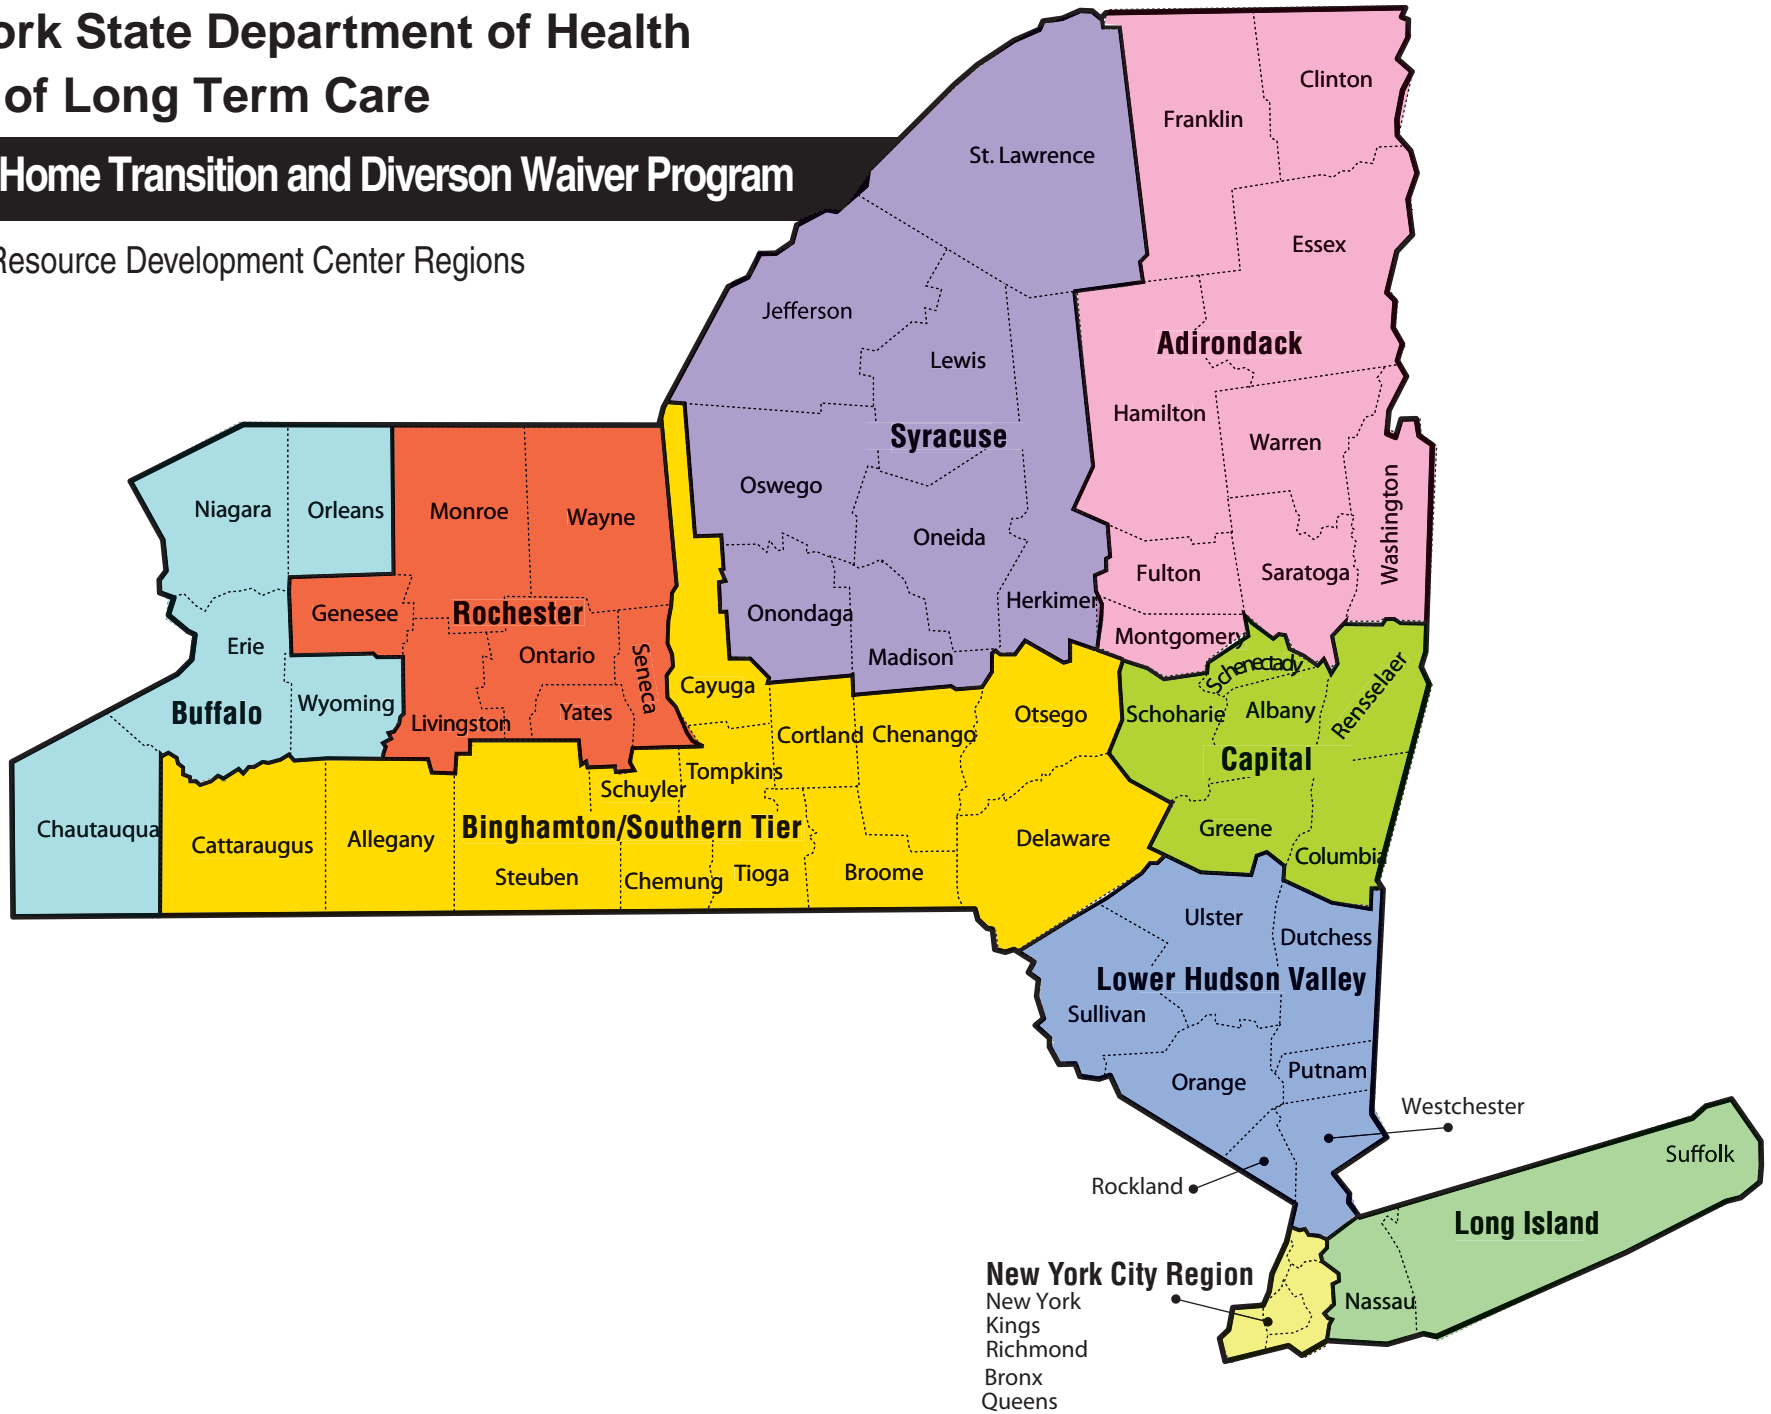 ork State Department of Health
of Long Term Care
Home Transition and Diverson Waiver Program
Resource Development Center Regions
Clinton
Franklin
St. Lawrence
Essex
Jefferson
Adirondack
Lewis
Hamilton
Syracuse
Warren
Oswego
Washington
Niagara
Orleans
Monroe
Wayne
Oneida
Fulton
Saratoga
Genesee
Rochester
Onondaga
Herkimer
Montgomery
Erie
Ontario
Seneca
Madison
Schenectady
Rensselaer
Cayuga
Wyoming
Buffalo
Livingston
Yates
Otsego
Schoharie
Albany
Cortland
Chenango
Capital
Tompkins
Schuyler
Chautauqua
Cattaraugus
Allegany
Binghamton/Southern Tier
Delaware
Greene
Columbia
Steuben
Chemung
Tioga
Broome
Ulster
Dutchess
Lower Hudson Valley
Sullivan
Orange
Putnam
Westchester
Rockland
Suffolk
Long Island
New York City Region
New York
Kings
Richmond
Bronx
Queens
Nassau